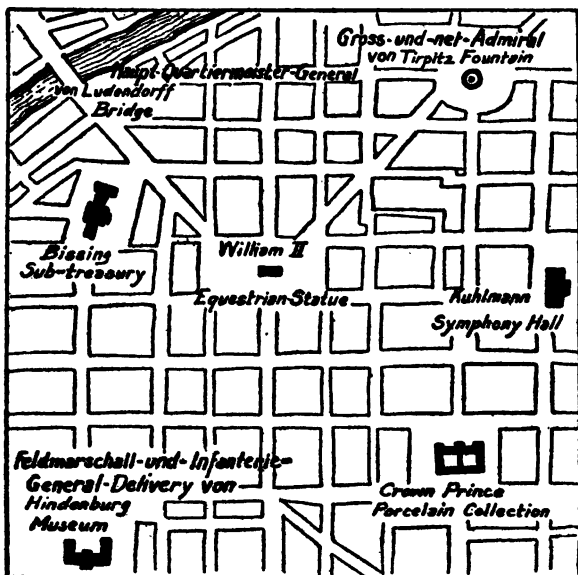 Gross-und-net-Admiral
von Tirpitz Fountain
Haupt-Quartiermaister-General
von Ludendorff
Bridge
Bissing
Sub-treasury
William II
Equestrian-Statue
Kuhlmann
Symphony Hall
Feldmarschall-und-Infanterie-
General-Delivery von
Hindenburg
Museum
Crown Prince
Porcelain Collection